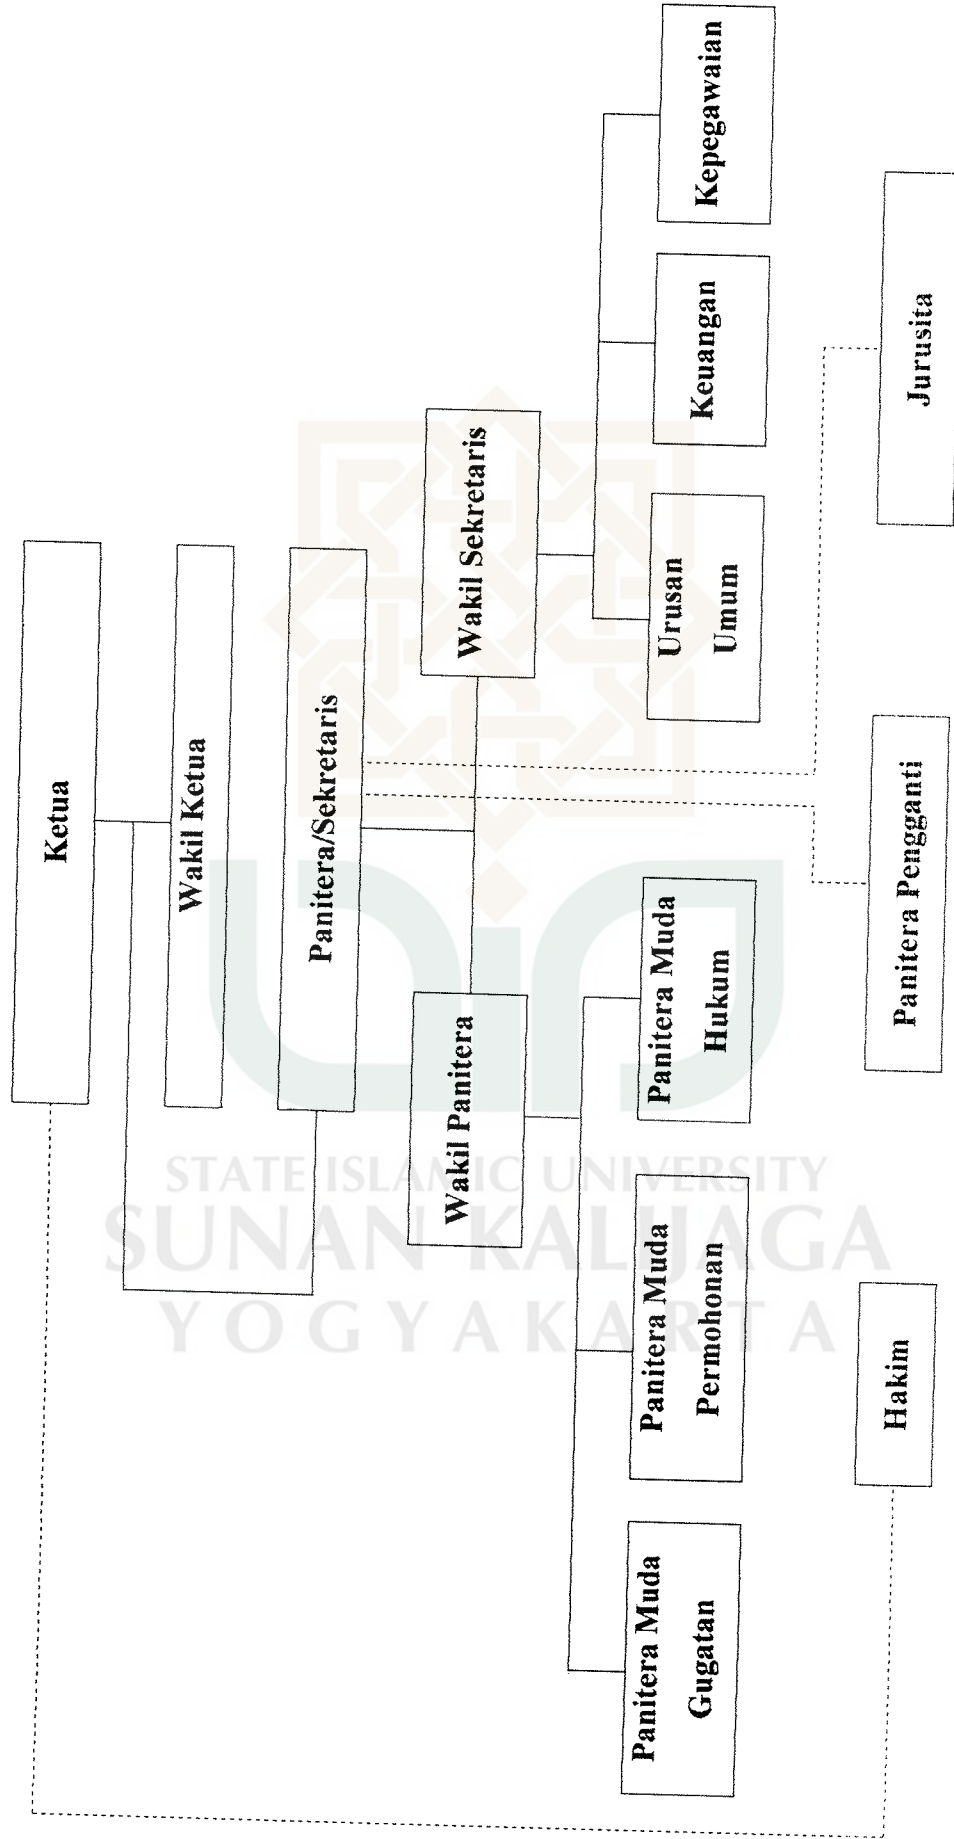 Ketua
Wakil Ketua
Panitera/Sekretaris
Wakil Panitera
Wakil Sekretaris
Panitera Muda
Gugatan
Panitera Muda
Permohonan
Panitera Muda
Hukum
Urusan
Umum
Keuangan
Kepegawaian
Hakim
Panitera Pengganti
Jurusita
STATE ISLAMIC UNIVERSITY
SUNAN KALIJAGA
YOGYAKARTA